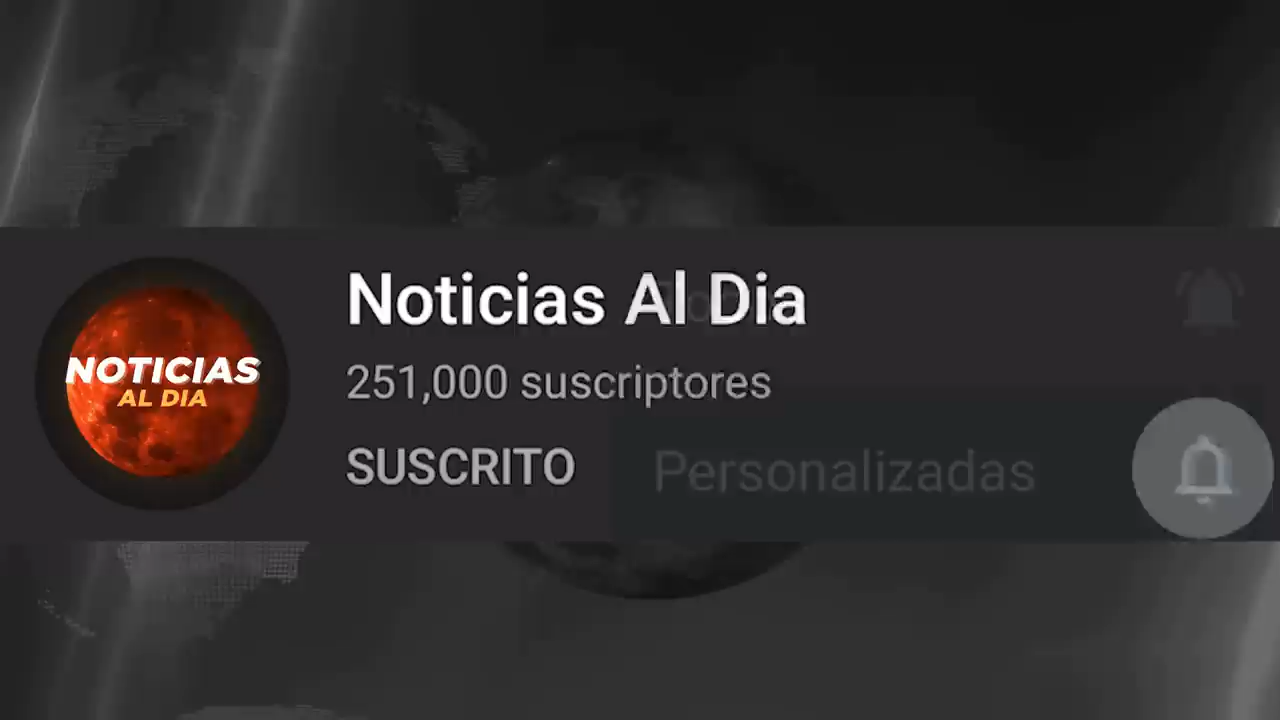 NOTICIAS
AL DIA
Noticias Al Dia
251,000 suscriptores
SUSCRITO
Personalizadas